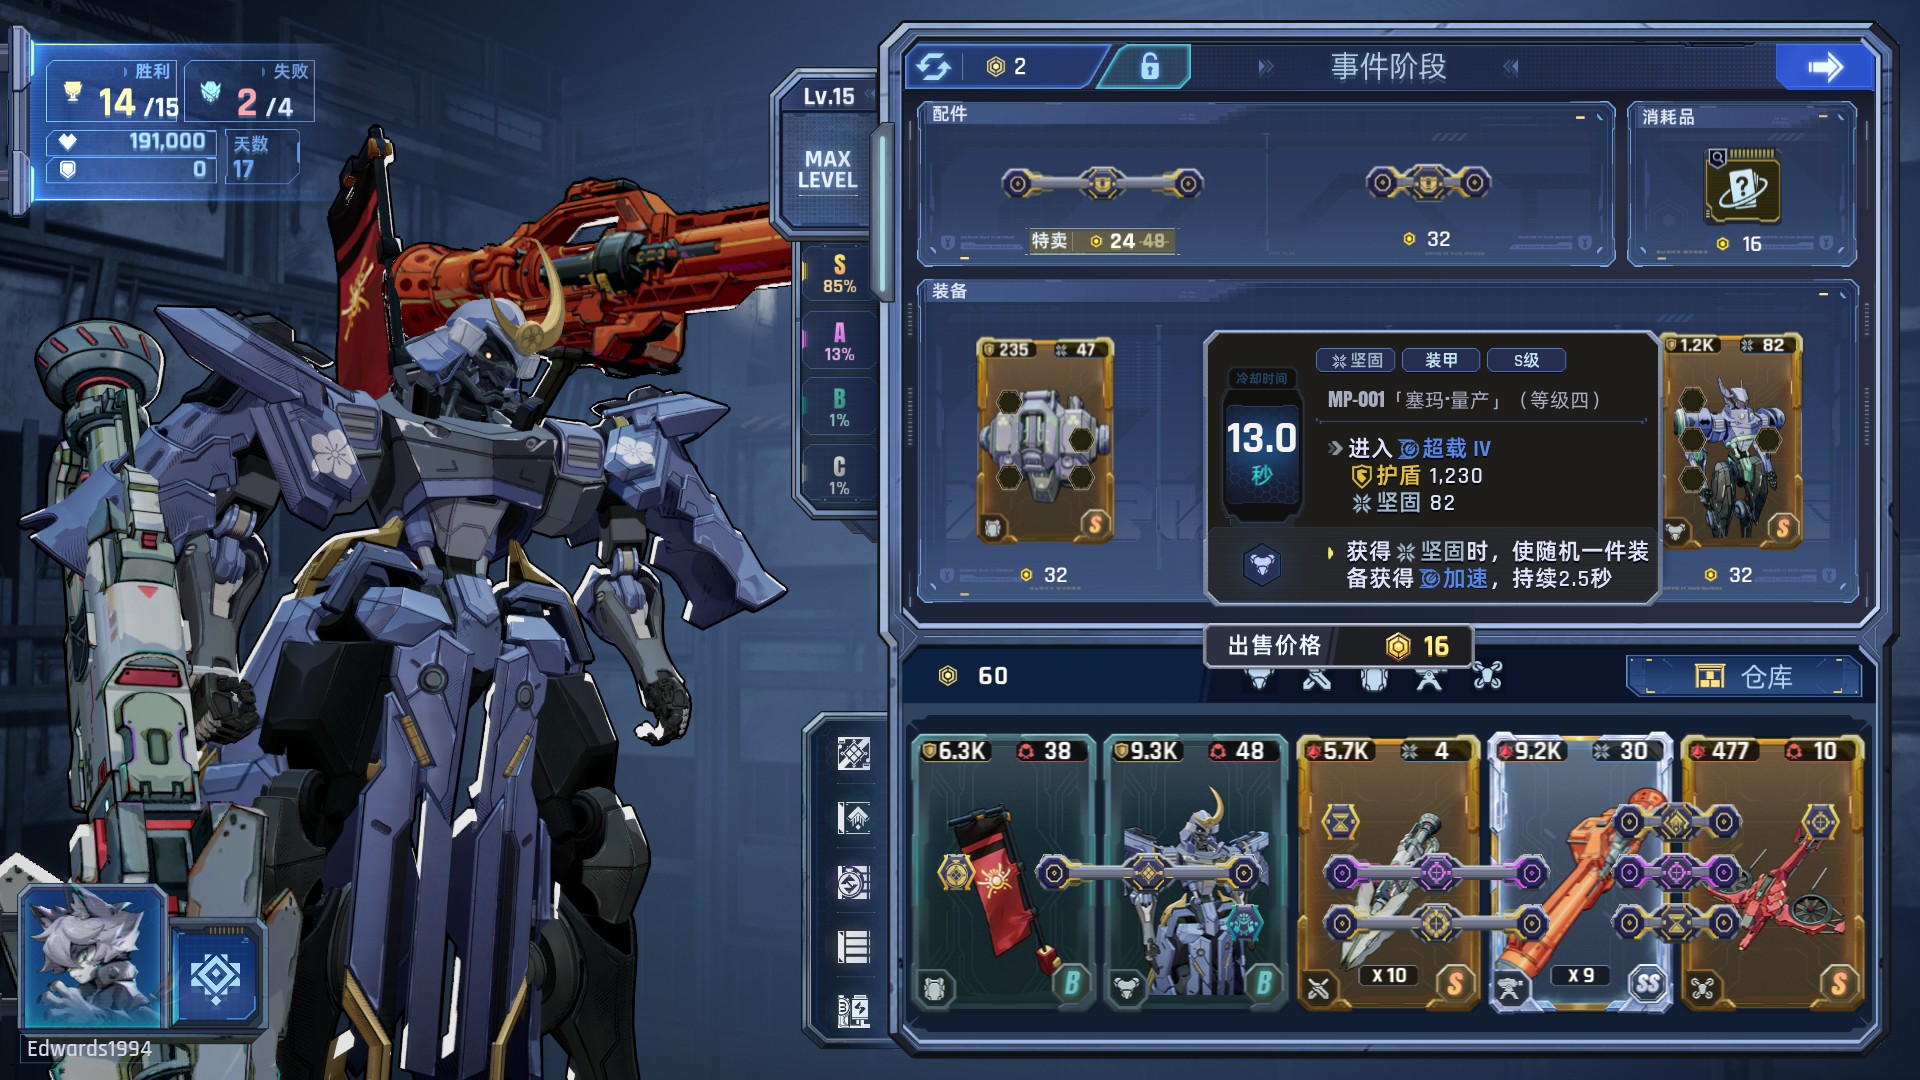 胜利
14 /15
失败
2 /4
191,000
0
天数
17
Lv.15
MAX
LEVEL
S
85%
A
13%
B
1%
C
1%
2
事件阶段
配件
特卖 24 48
32
消耗品
16
装备
235 47
S
32
坚固 装甲 S级
冷却时间
13.0
秒
MP-001「塞玛·量产」（等级四）
进入 超载 IV
护盾 1,230
坚固 82
获得 坚固时，使随机一件装
备获得 加速，持续2.5秒
1.2K 82
S
32
出售价格 16
60
仓库
6.3K 38
B
9.3K 48
B
5.7K 4
x10
S
9.2K 30
x9
SS
477 10
S
Edwards1994